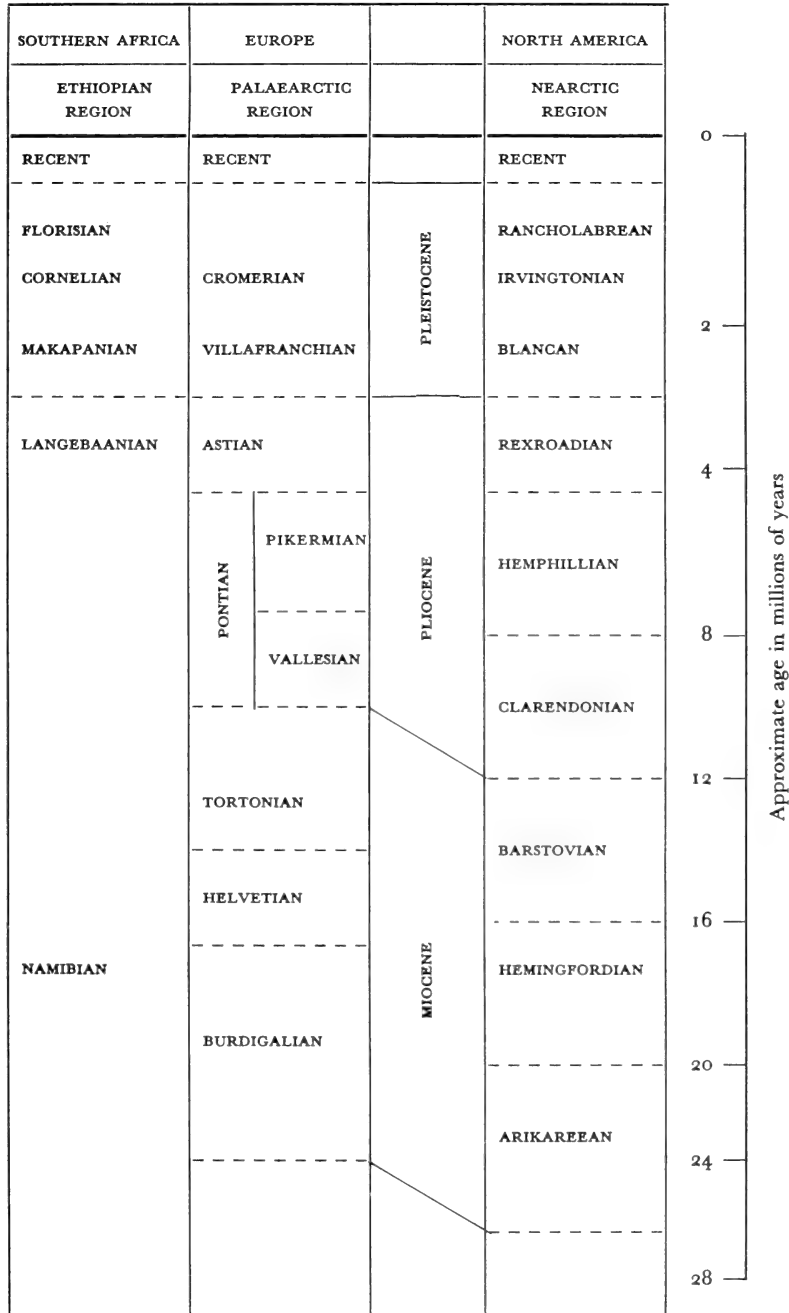 SOUTHERN AFRICA EUROPE NORTH AMERICA
ETHIOPIAN REGION PALAEARCTIC REGION NEARCTIC REGION
0
RECENT RECENT RECENT
FLORISIAN RANCHOLABREAN
CORNELIAN CROMERIAN IRVINGTONIAN
PLEISTOCENE
2
MAKAPANIAN VILLAFRANCHIAN BLANCAN
LANGEBAANIAN ASTIAN REXROADIAN
4
PIKERMIAN
HEMPHILLIAN
PONTIAN
PLIOCENE
8
VALLESIAN
CLARENDONIAN
12
TORTONIAN
BARSTOVIAN
HELVETIAN
16
NAMIBIAN HEMINGFORDIAN
MIOCENE
BURDIGALIAN
20
ARIKAREEAN
24
28
Approximate age in millions of years